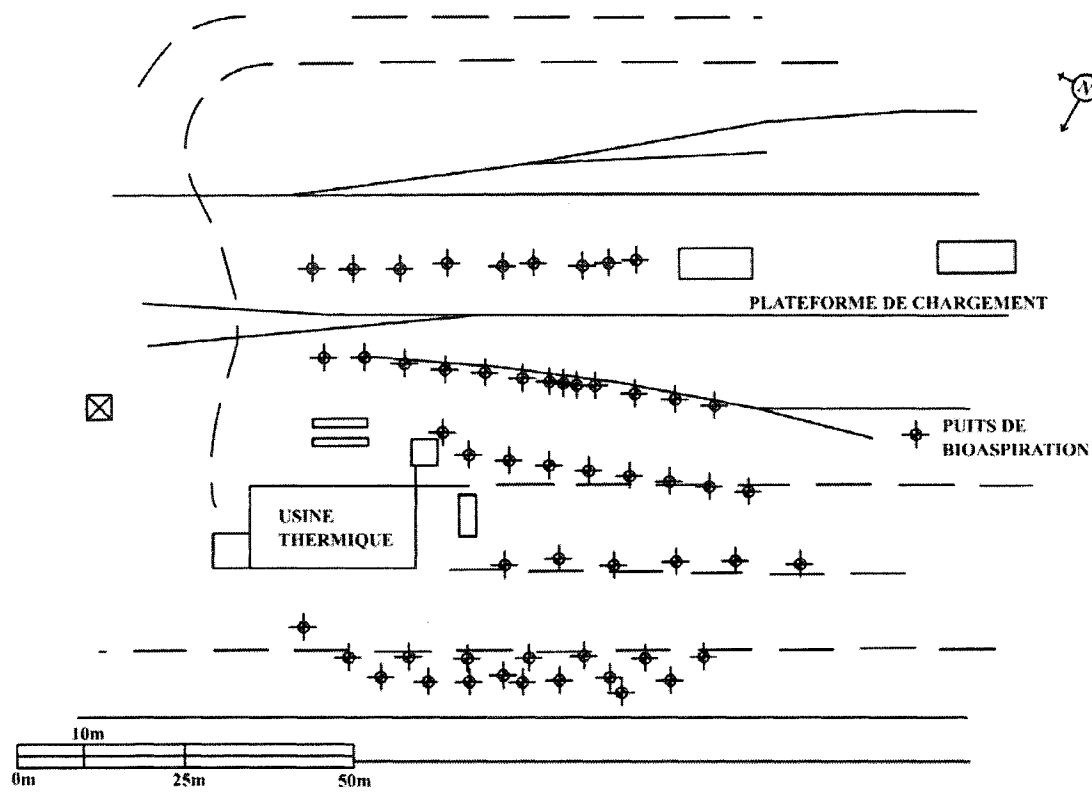 N
PLATEFORME DE CHARGEMENT
PUITS DE
BIOASPIRATION
USINE
THERMIQUE
10m
0m
25m
50m